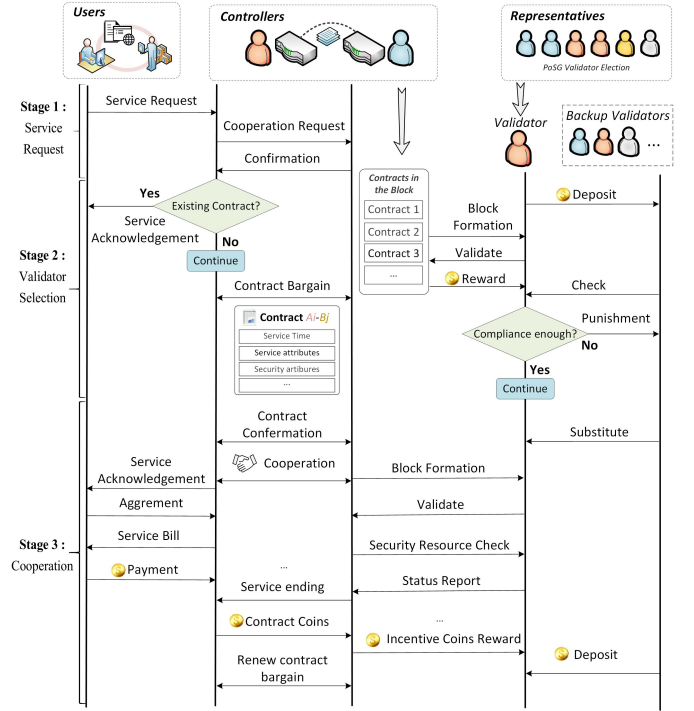 Users
Controllers
Representatives
PoSG Validator Election
Stage 1 :
Service
Request
Service Request
Cooperation Request
Confirmation
Validator
Backup Validators
...
Contracts in
the Block
Contract 1
Contract 2
Contract 3
...
Yes
Existing Contract?
Service
Acknowledgement
No
Continue
Block
Formation
Deposit
Validate
Reward
Check
Stage 2 :
Validator
Selection
Contract Bargain
Contract Ai-Bj
Service Time
Service attributes
Security artibures
...
Compliance enough?
Punishment
No
Yes
Continue
Contract
Confermation
Substitute
Cooperation
Service
Acknowledgement
Block Formation
Aggrement
Validate
Stage 3 :
Cooperation
Service Bill
Security Resource Check
Payment
...
Service ending
Status Report
Contract Coins
...
Incentive Coins Reward
Renew contract
bargain
Deposit